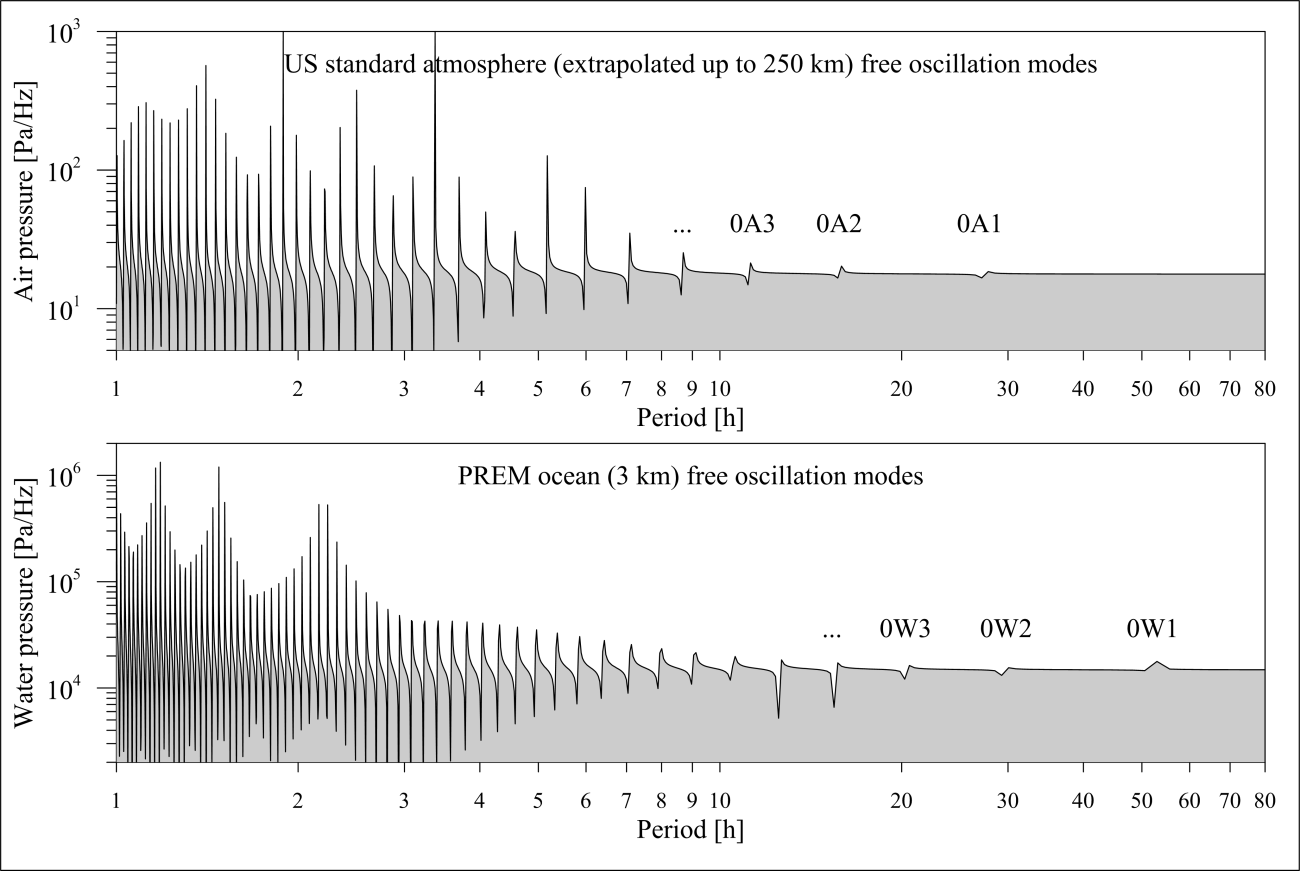 US standard atmosphere (extrapolated up to 250 km) free oscillation modes
Air pressure [Pa/Hz]
10³
10²
10¹
... 0A3 0A2 0A1
1 2 3 4 5 6 7 8 9 10 20 30 40 50 60 70 80
Period [h]
PREM ocean (3 km) free oscillation modes
Water pressure [Pa/Hz]
10⁶
10⁵
10⁴
... 0W3 0W2 0W1
1 2 3 4 5 6 7 8 9 10 20 30 40 50 60 70 80
Period [h]